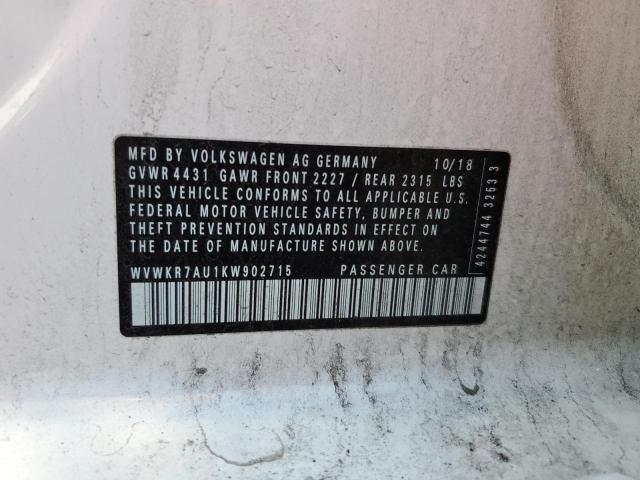 MFD BY VOLKSWAGEN AG GERMANY 10/18
GVWR 4431 GAWR FRONT 2227 / REAR 2315 LBS
THIS VEHICLE CONFORMS TO ALL APPLICABLE U.S.
FEDERAL MOTOR VEHICLE SAFETY, BUMPER AND
THEFT PREVENTION STANDARDS IN EFFECT ON
THE DATE OF MANUFACTURE SHOWN ABOVE.
WVWKR7AU1KW902715 PASSENGER CAR
4244744 32533